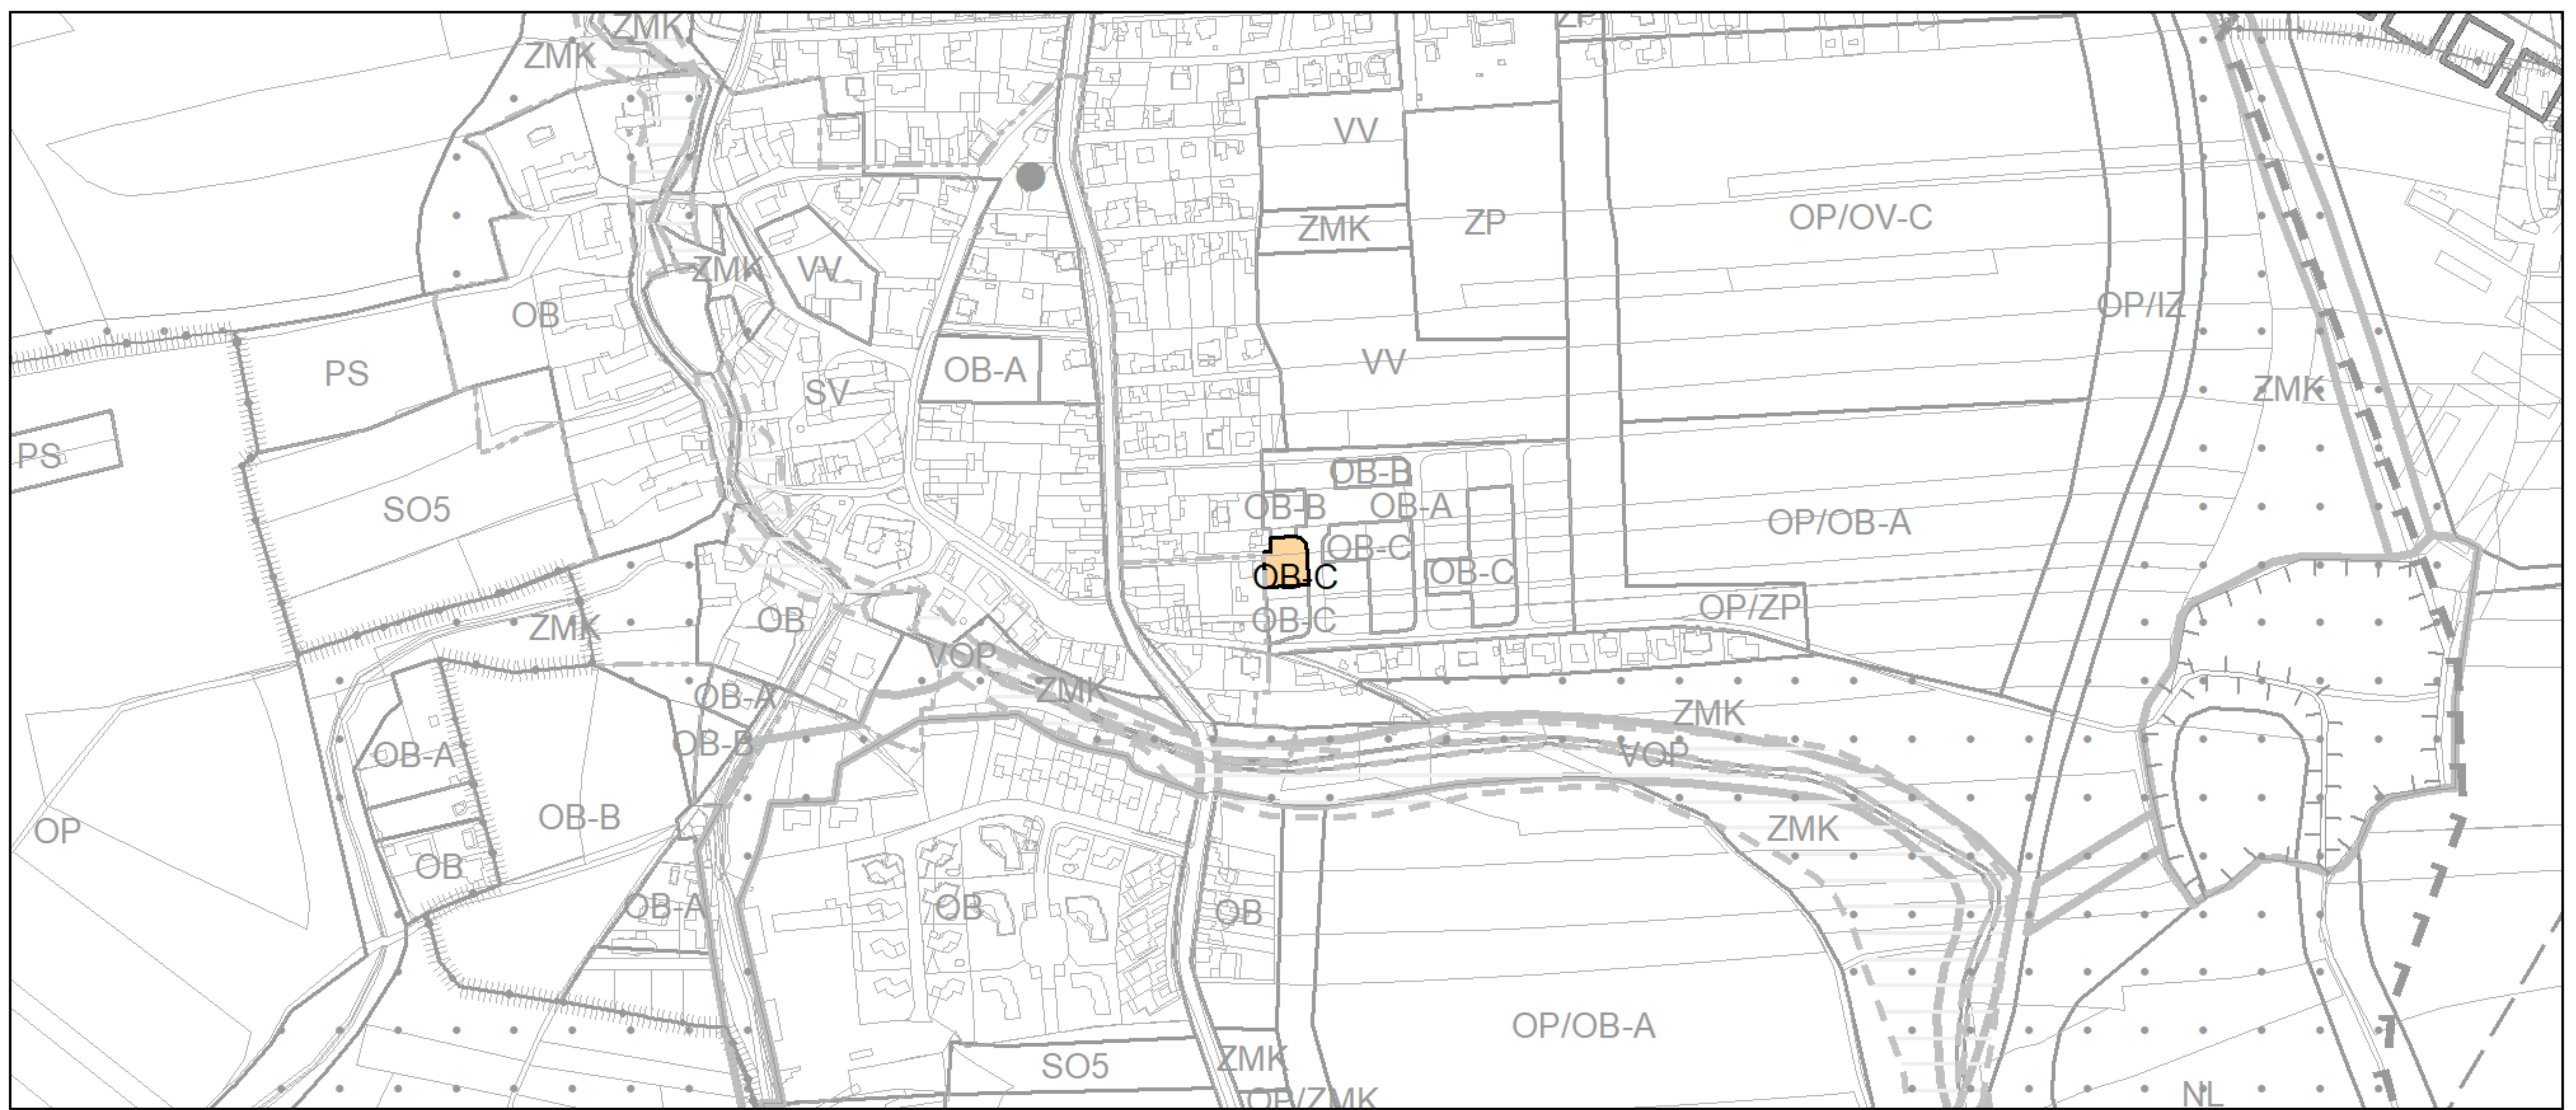 ZMK
ZP
ZMK
VV
ZMK
ZP
OP/OV-C
ZMK
VV
OP/IZ
OB
PS
OB-A
VV
ZMK
SV
PS
OB-B
SO5
OB-B
OB-A
OP/OB-A
OB-C
OB-C
OB-C
OB-C
OP/ZP
ZMK
OB
VOP
ZMK
OB-A
ZMK
OB-B
OB-A
VOP
OB-B
ZMK
OP
OB
OB-A
OB
OB
OP/OB-A
SO5
ZMK
OP/ZMK
NL